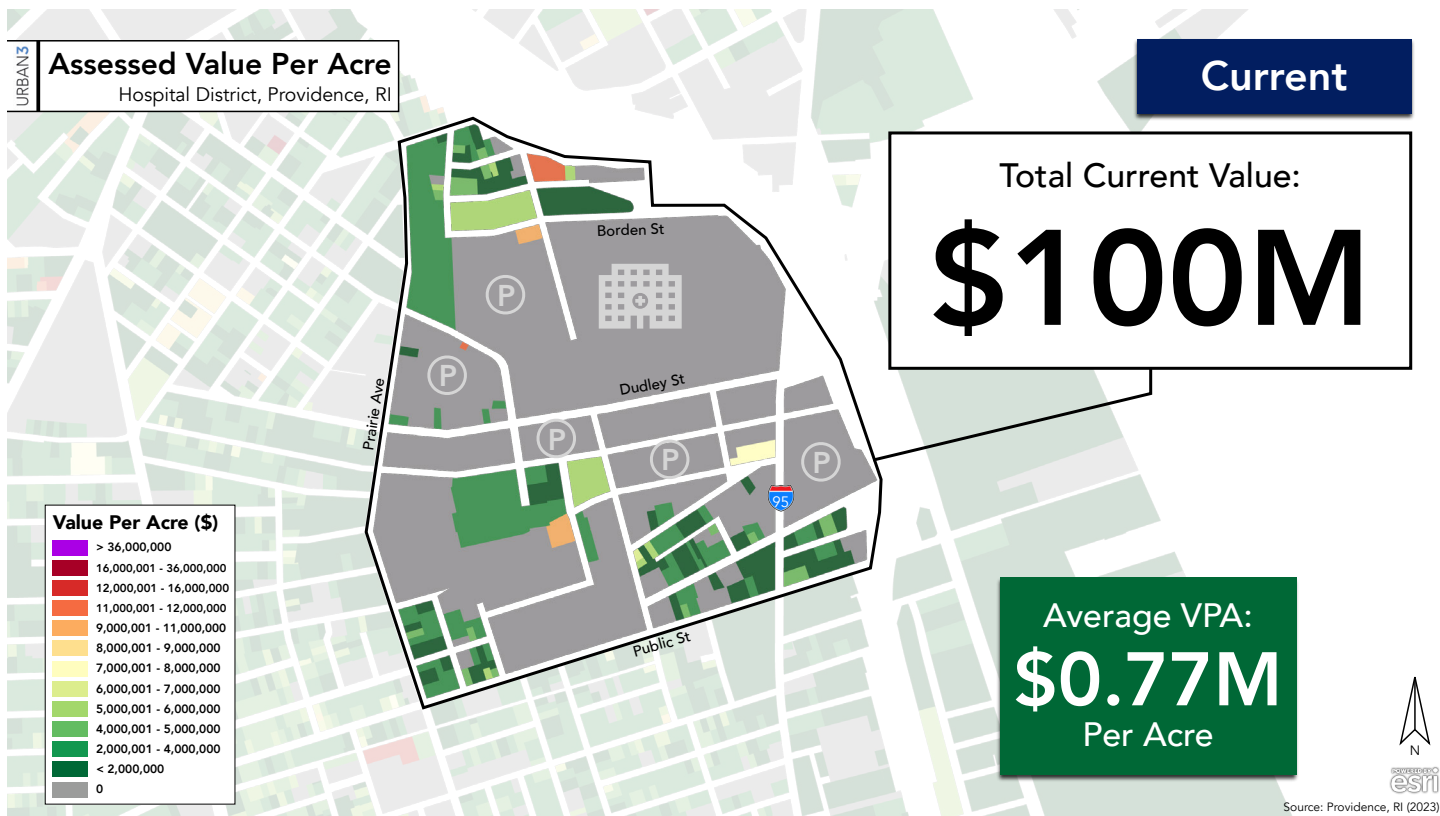 URBAN3
Assessed Value Per Acre
Hospital District, Providence, RI
Current
Total Current Value:
$100M
Borden St
P
P
Dudley St
Prairie Ave
P
P
P
95
Public St
Value Per Acre ($)
> 36,000,000
16,000,001 - 36,000,000
12,000,001 - 16,000,000
11,000,001 - 12,000,000
9,000,001 - 11,000,000
8,000,001 - 9,000,000
7,000,001 - 8,000,000
6,000,001 - 7,000,000
5,000,001 - 6,000,000
4,000,001 - 5,000,000
2,000,001 - 4,000,000
< 2,000,000
0
Average VPA:
$0.77M
Per Acre
N
POWERED BY
esri
Source: Providence, RI (2023)